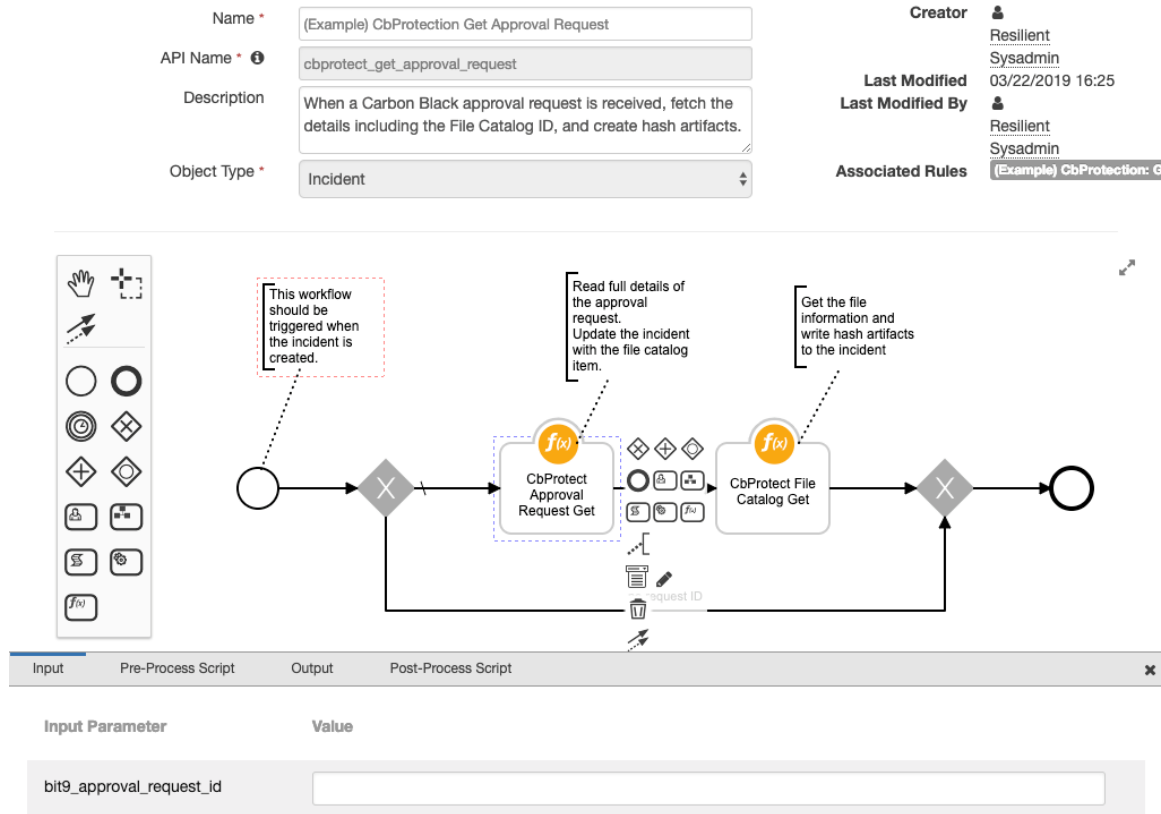 Name *
(Example) CbProtection Get Approval Request
API Name *
cbprotect_get_approval_request
Description
When a Carbon Black approval request is received, fetch the
details including the File Catalog ID, and create hash artifacts.
Object Type *
Incident
Creator
Resilient
Sysadmin
Last Modified
03/22/2019 16:25
Last Modified By
Resilient
Sysadmin
Associated Rules
(Example) CbProtection: G
This workflow
should be
triggered when
the incident is
created.
Read full details of
the approval
request.
Update the incident
with the file catalog
item.
Get the file
information and
write hash artifacts
to the incident
X
f(x)
CbProtect
Approval
Request Get
f(x)
CbProtect File
Catalog Get
X
f(x)
f(x)
request ID
Input
Pre-Process Script
Output
Post-Process Script
Input Parameter
Value
bit9_approval_request_id